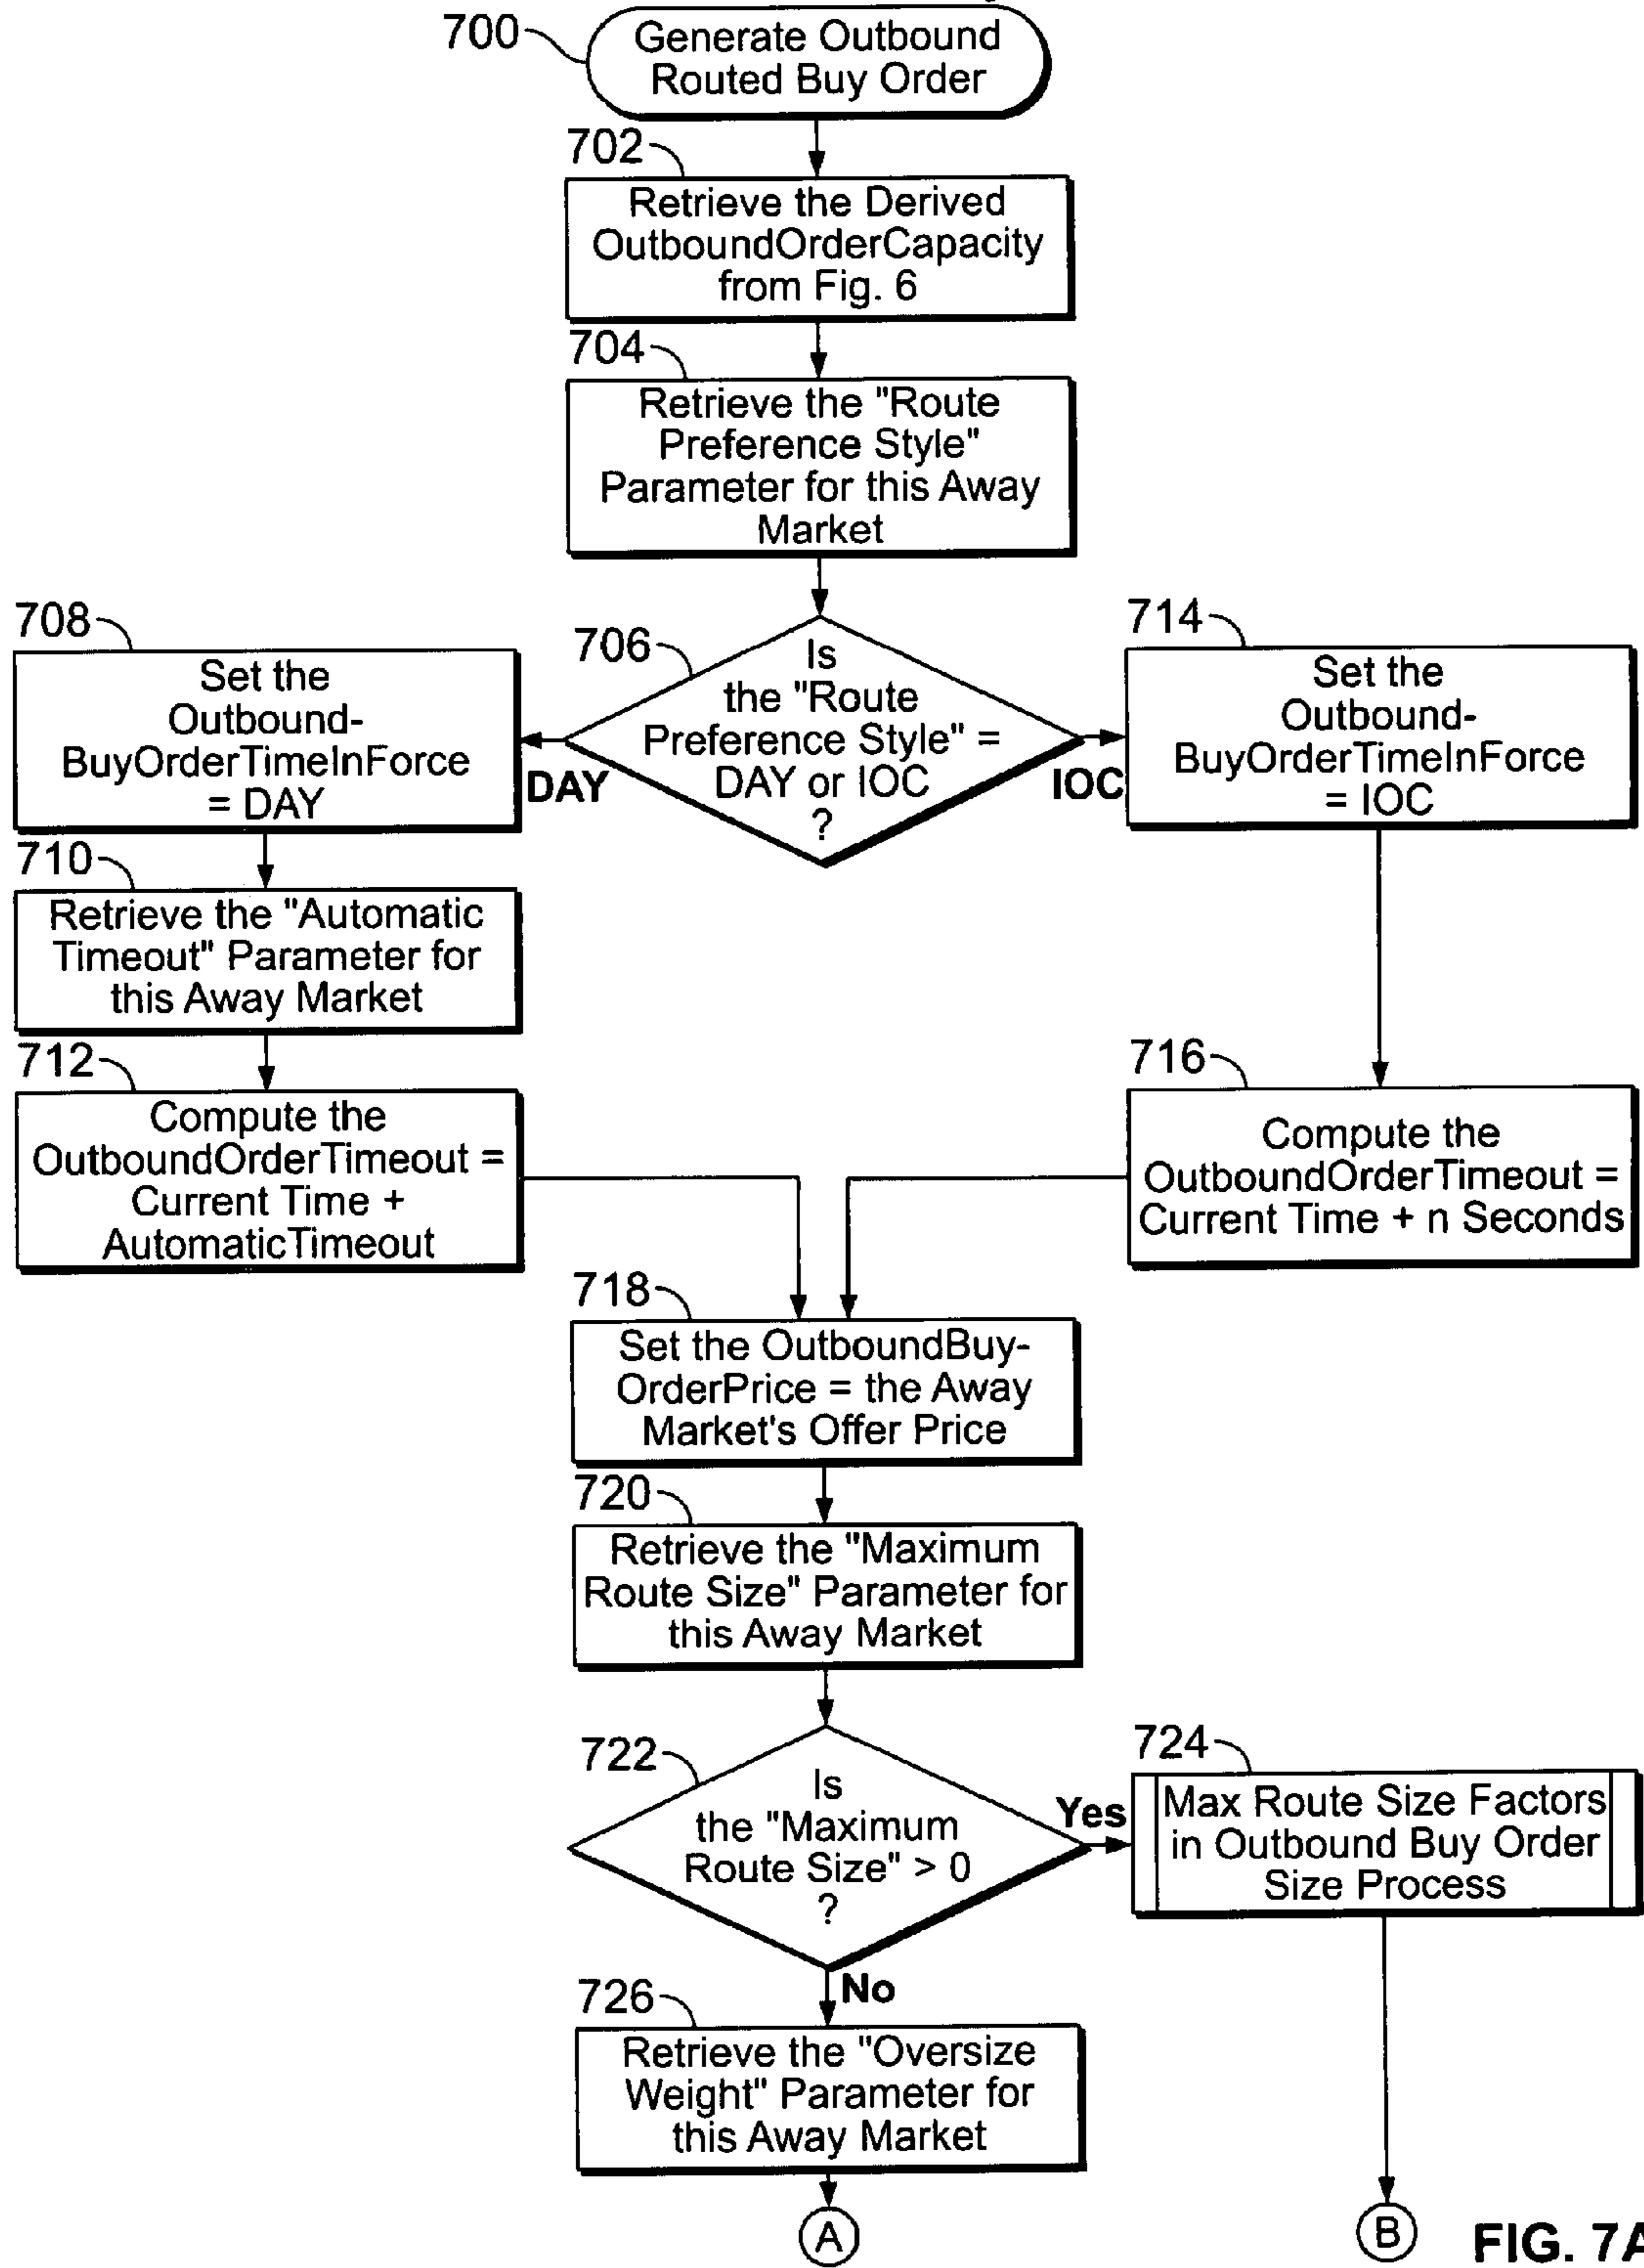 700
Generate Outbound
Routed Buy Order
702
Retrieve the Derived
OutboundOrderCapacity
from Fig. 6
704
Retrieve the "Route
Preference Style"
Parameter for this Away
Market
706
Is
the "Route
Preference Style" =
DAY or IOC
?
DAY
IOC
708
Set the
Outbound-
BuyOrderTimeInForce
= DAY
710
Retrieve the "Automatic
Timeout" Parameter for
this Away Market
712
Compute the
OutboundOrderTimeout =
Current Time +
AutomaticTimeout
714
Set the
Outbound-
BuyOrderTimeInForce
= IOC
716
Compute the
OutboundOrderTimeout =
Current Time + n Seconds
718
Set the OutboundBuy-
OrderPrice = the Away
Market's Offer Price
720
Retrieve the "Maximum
Route Size" Parameter for
this Away Market
722
Is
the "Maximum
Route Size" > 0
?
Yes
724
Max Route Size Factors
in Outbound Buy Order
Size Process
No
726
Retrieve the "Oversize
Weight" Parameter for
this Away Market
A
B
FIG. 7A